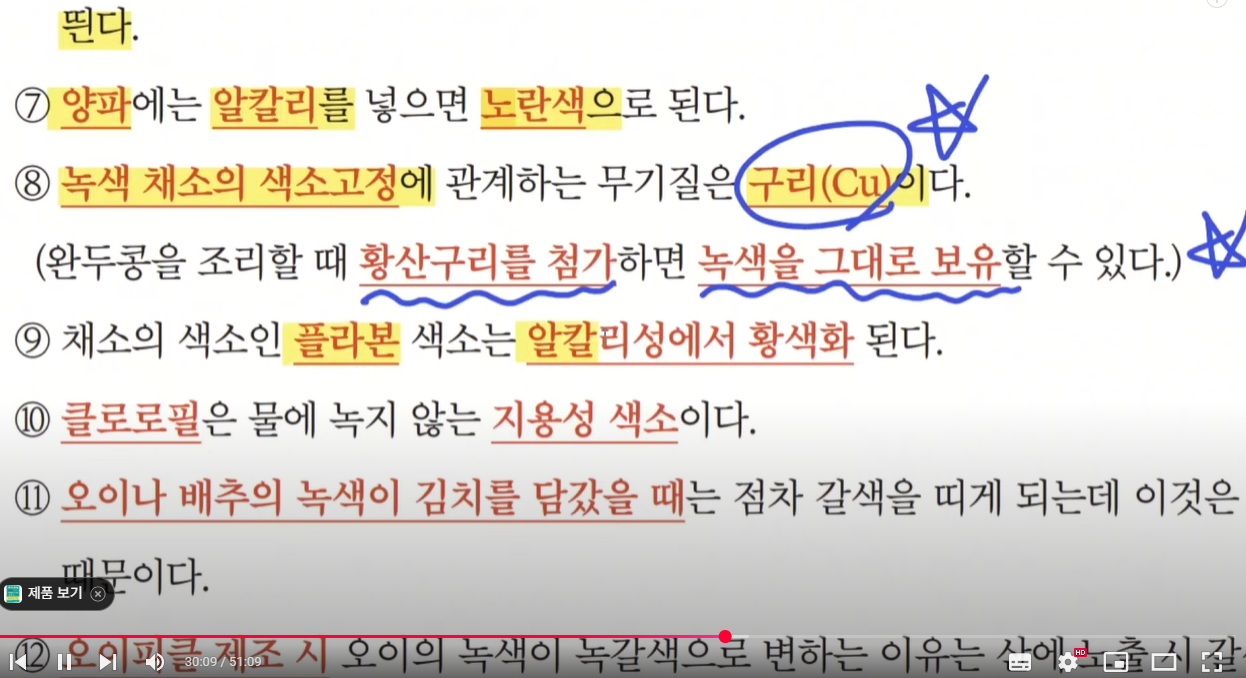 띈다.
⑦ 양파에는 알칼리를 넣으면 노란색으로 된다.
⑧ 녹색 채소의 색소고정에 관계하는 무기질은 구리(Cu)이다.
(완두콩을 조리할 때 황산구리를 첨가하면 녹색을 그대로 보유할 수 있다.)
⑨ 채소의 색소인 플라본 색소는 알칼리성에서 황색화 된다.
⑩ 클로로필은 물에 녹지 않는 지용성 색소이다.
⑪ 오이나 배추의 녹색이 김치를 담갔을 때는 점차 갈색을 띠게 되는데 이것은
때문이다.
제품 보기
⑫ 오이피클 제조 시 오이의 녹색이 녹갈색으로 변하는 이유는 산에 노출 시 갈
30:09 / 51:09
HD